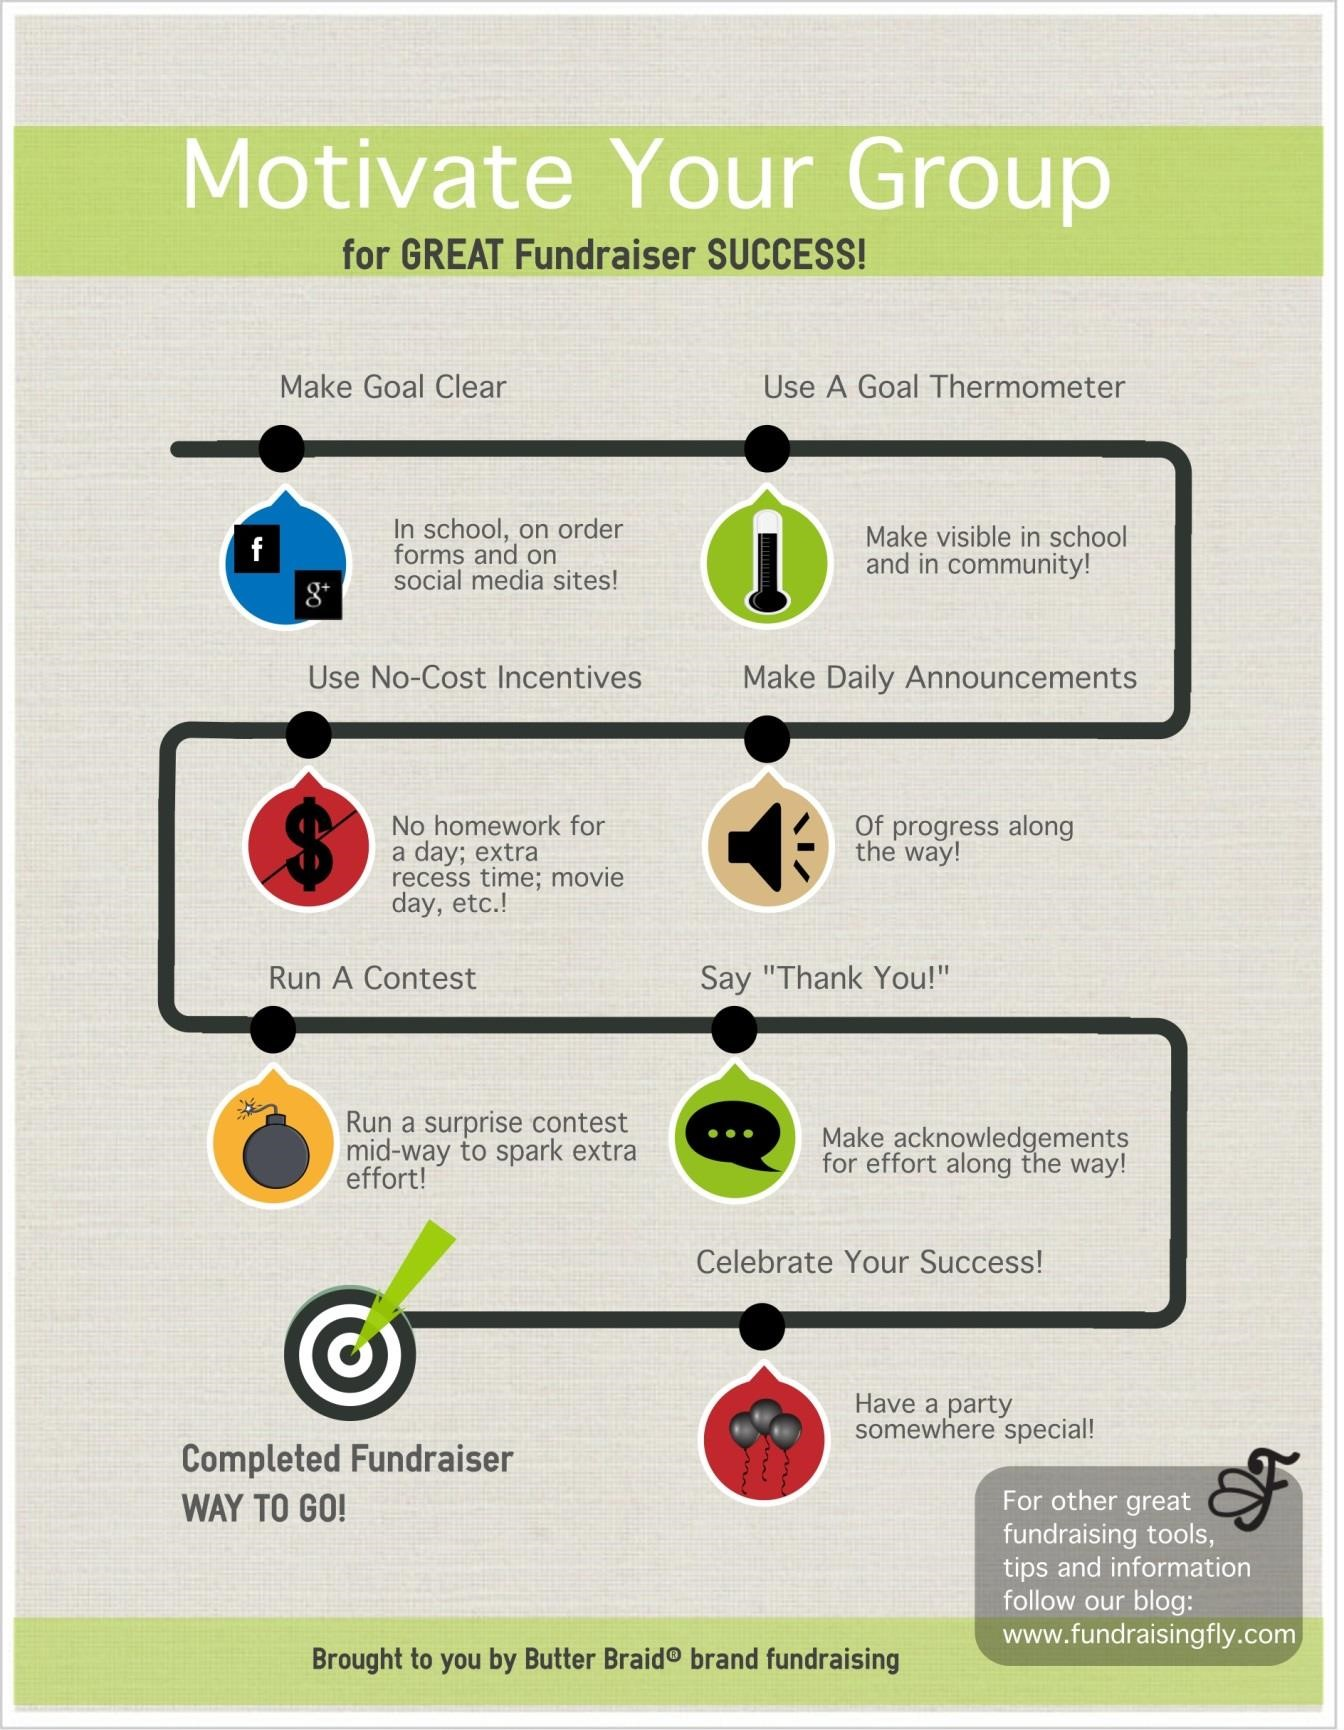 Motivate Your Group
for GREAT Fundraiser SUCCESS!
Make Goal Clear
f
g+
In school, on order
forms and on
social media sites!
Use A Goal Thermometer
Make visible in school
and in community!
Make Daily Announcements
Of progress along
the way!
Use No-Cost Incentives
$
No homework for
a day; extra
recess time; movie
day, etc.!
Run A Contest
Run a surprise contest
mid-way to spark extra
effort!
Say "Thank You!"
Make acknowledgements
for effort along the way!
Celebrate Your Success!
Have a party
somewhere special!
Completed Fundraiser
WAY TO GO!
F
For other great
fundraising tools,
tips and information
follow our blog:
www.fundraisingfly.com
Brought to you by Butter Braid® brand fundraising